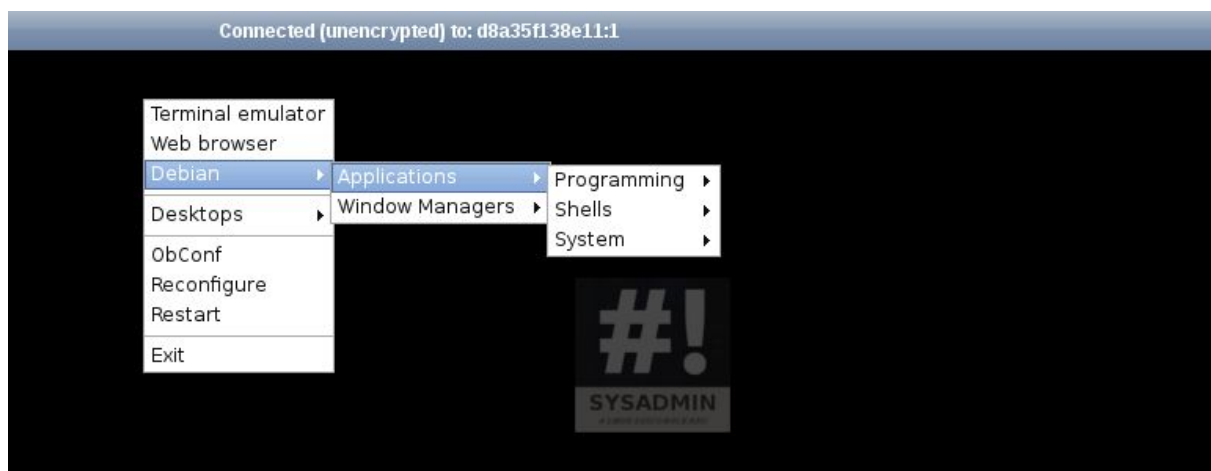 Connected (unencrypted) to: d8a35f138e11:1
Terminal emulator
Web browser
Debian
Desktops
ObConf
Reconfigure
Restart
Exit
Applications
Window Managers
Programming
Shells
System
#!
SYSADMIN